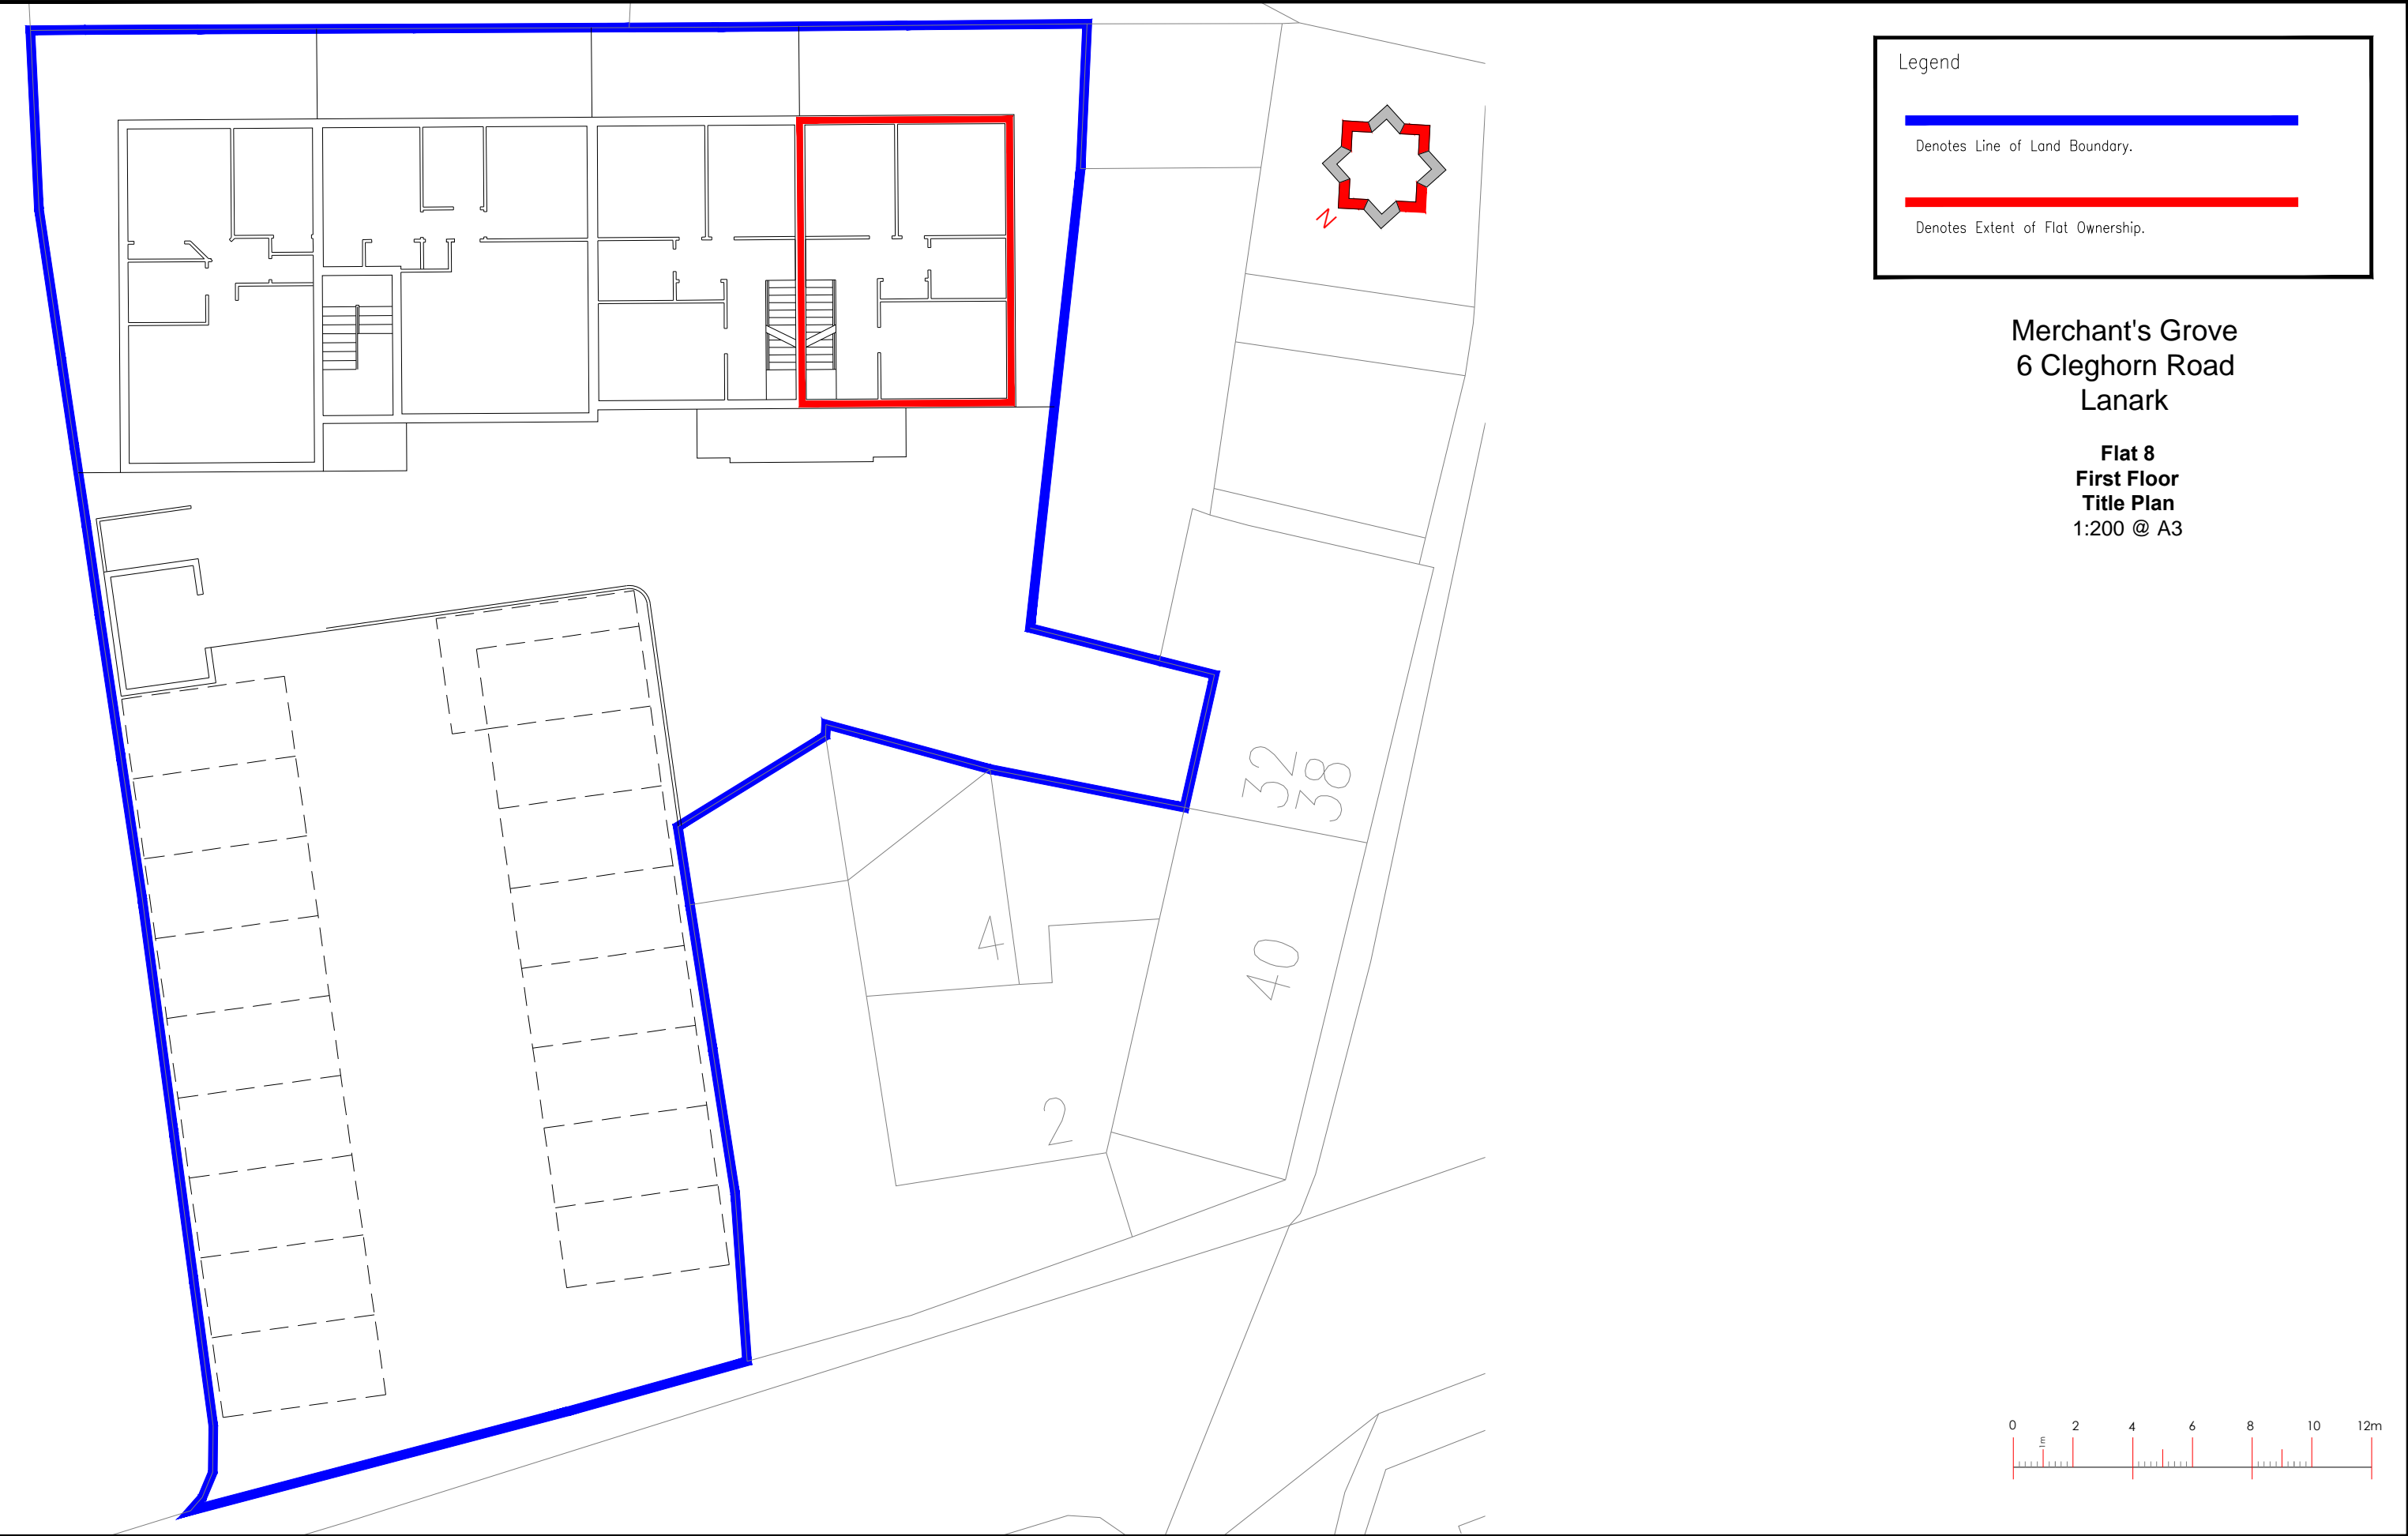 Legend
Denotes Line of Land Boundary.
Denotes Extent of Flat Ownership.
Merchant's Grove
6 Cleghorn Road
Lanark
Flat 8
First Floor
Title Plan
1:200 @ A3
N
32
38
4
40
2
0 2 4 6 8 10 12m
1m